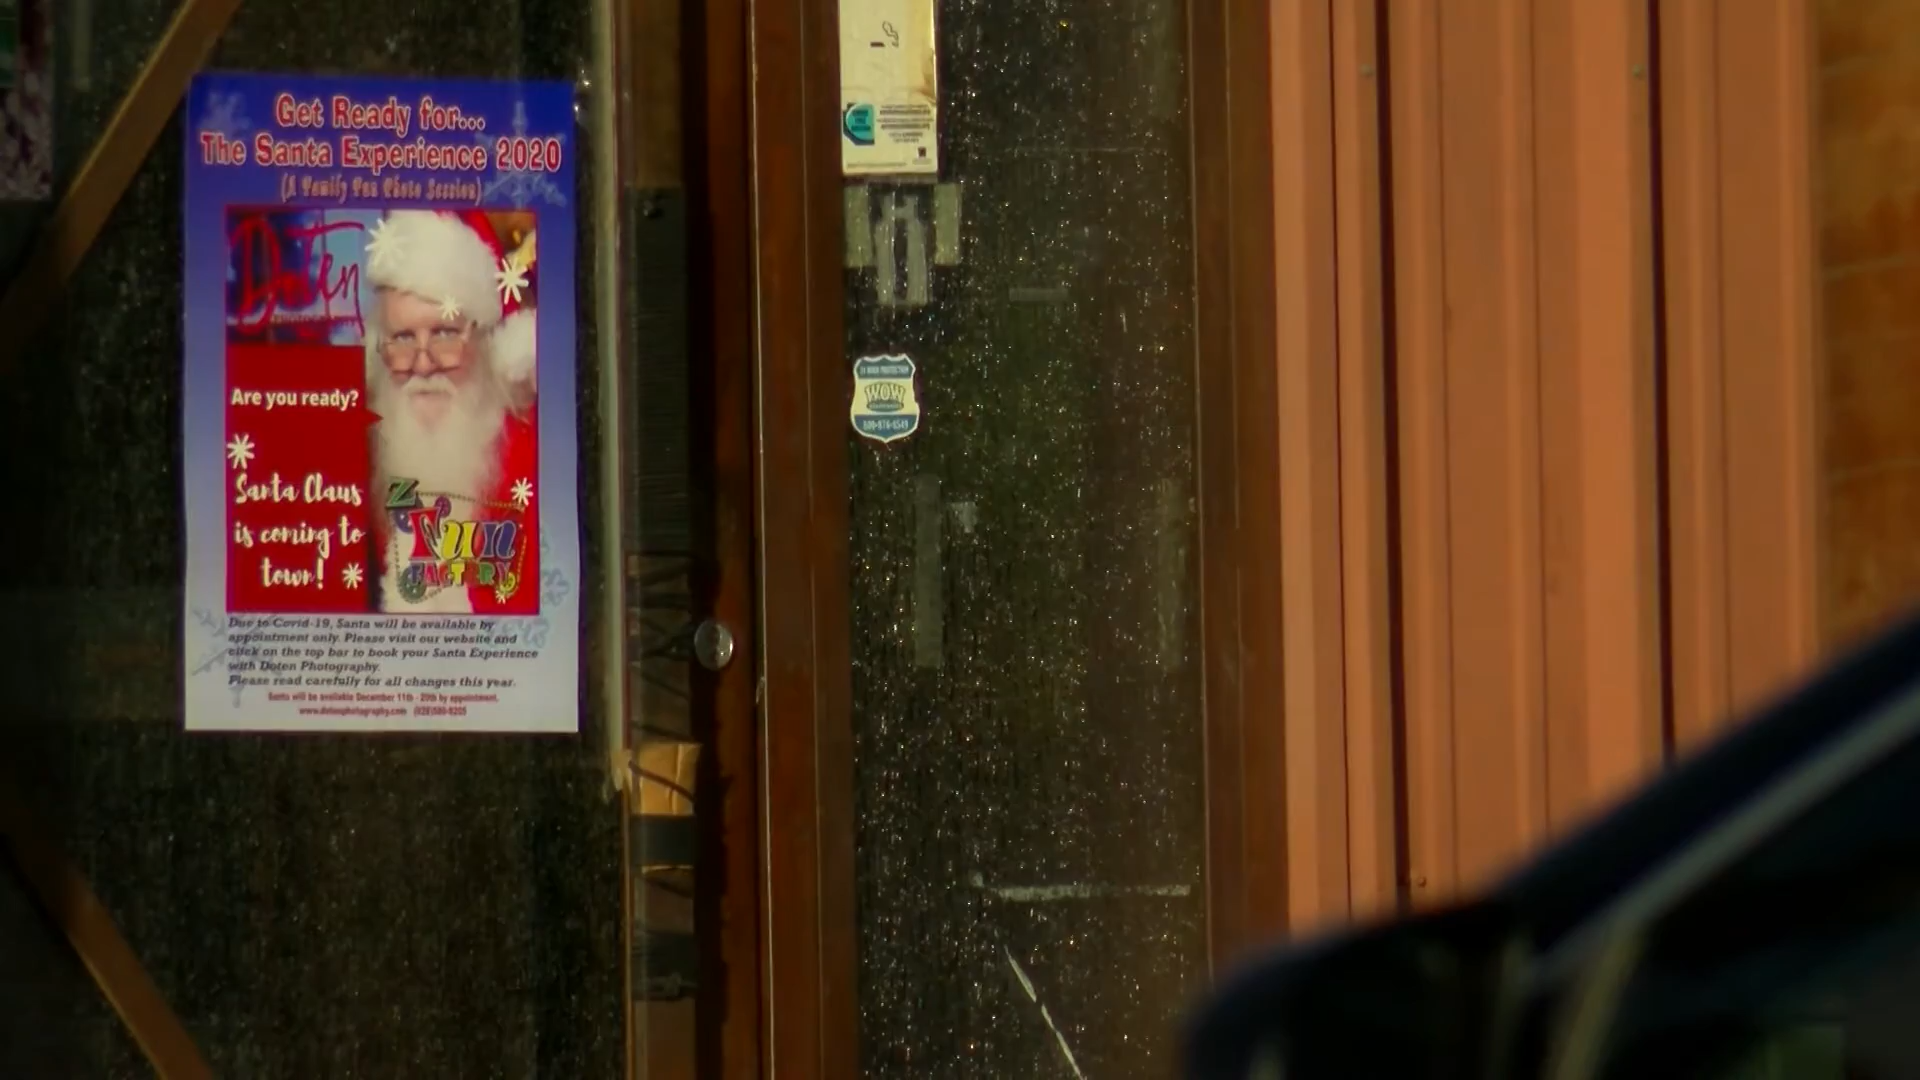 Get Ready for...
The Santa Experience 2020
(A Family Fun Photo Session)
Doten
Are you ready?
Santa Claus
is coming to
town!
Z
Fun
FACTORY
Due to Covid-19, Santa will be available by
appointment only. Please visit our website and
click on the top bar to book your Santa Experience
with Doten Photography.
Please read carefully for all changes this year.
Santa will be available December 11th - 20th by appointment.
www.dotenphotography.com
24 HOUR PROTECTION
WOW